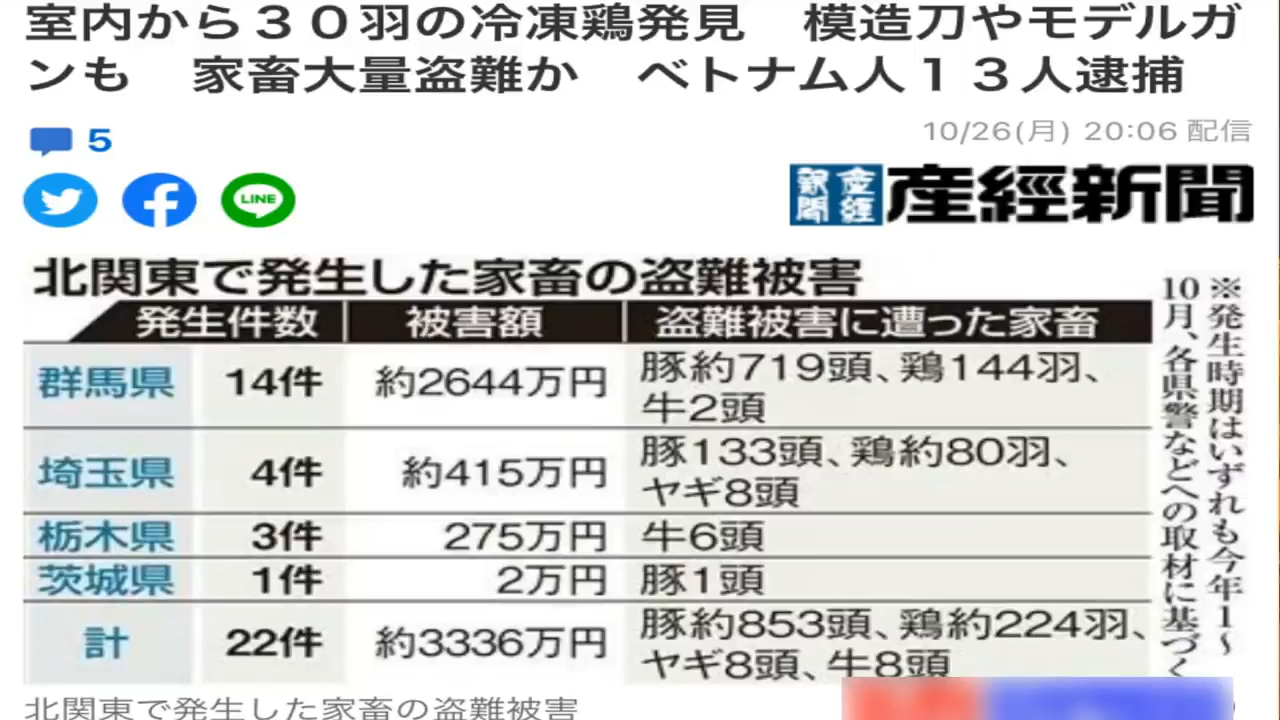 室内から３０羽の冷凍鶏発見　模造刀やモデルガ
ンも　家畜大量盗難か　ベトナム人１３人逮捕
5
10/26(月) 20:06 配信
LINE
産経新聞 産經新聞
北関東で発生した家畜の盗難被害
発生件数 被害額 盗難被害に遭った家畜
群馬県 14件 約2644万円 豚約719頭、鶏144羽、
牛2頭
埼玉県 4件 約415万円 豚133頭、鶏約80羽、
ヤギ8頭
栃木県 3件 275万円 牛6頭
茨城県 1件 2万円 豚1頭
計 22件 約3336万円 豚約853頭、鶏約224羽、
ヤギ8頭、牛8頭
※発生時期はいずれも今年1～
10月、各県警などへの取材に基づく
北関東で発生した家畜の盗難被害